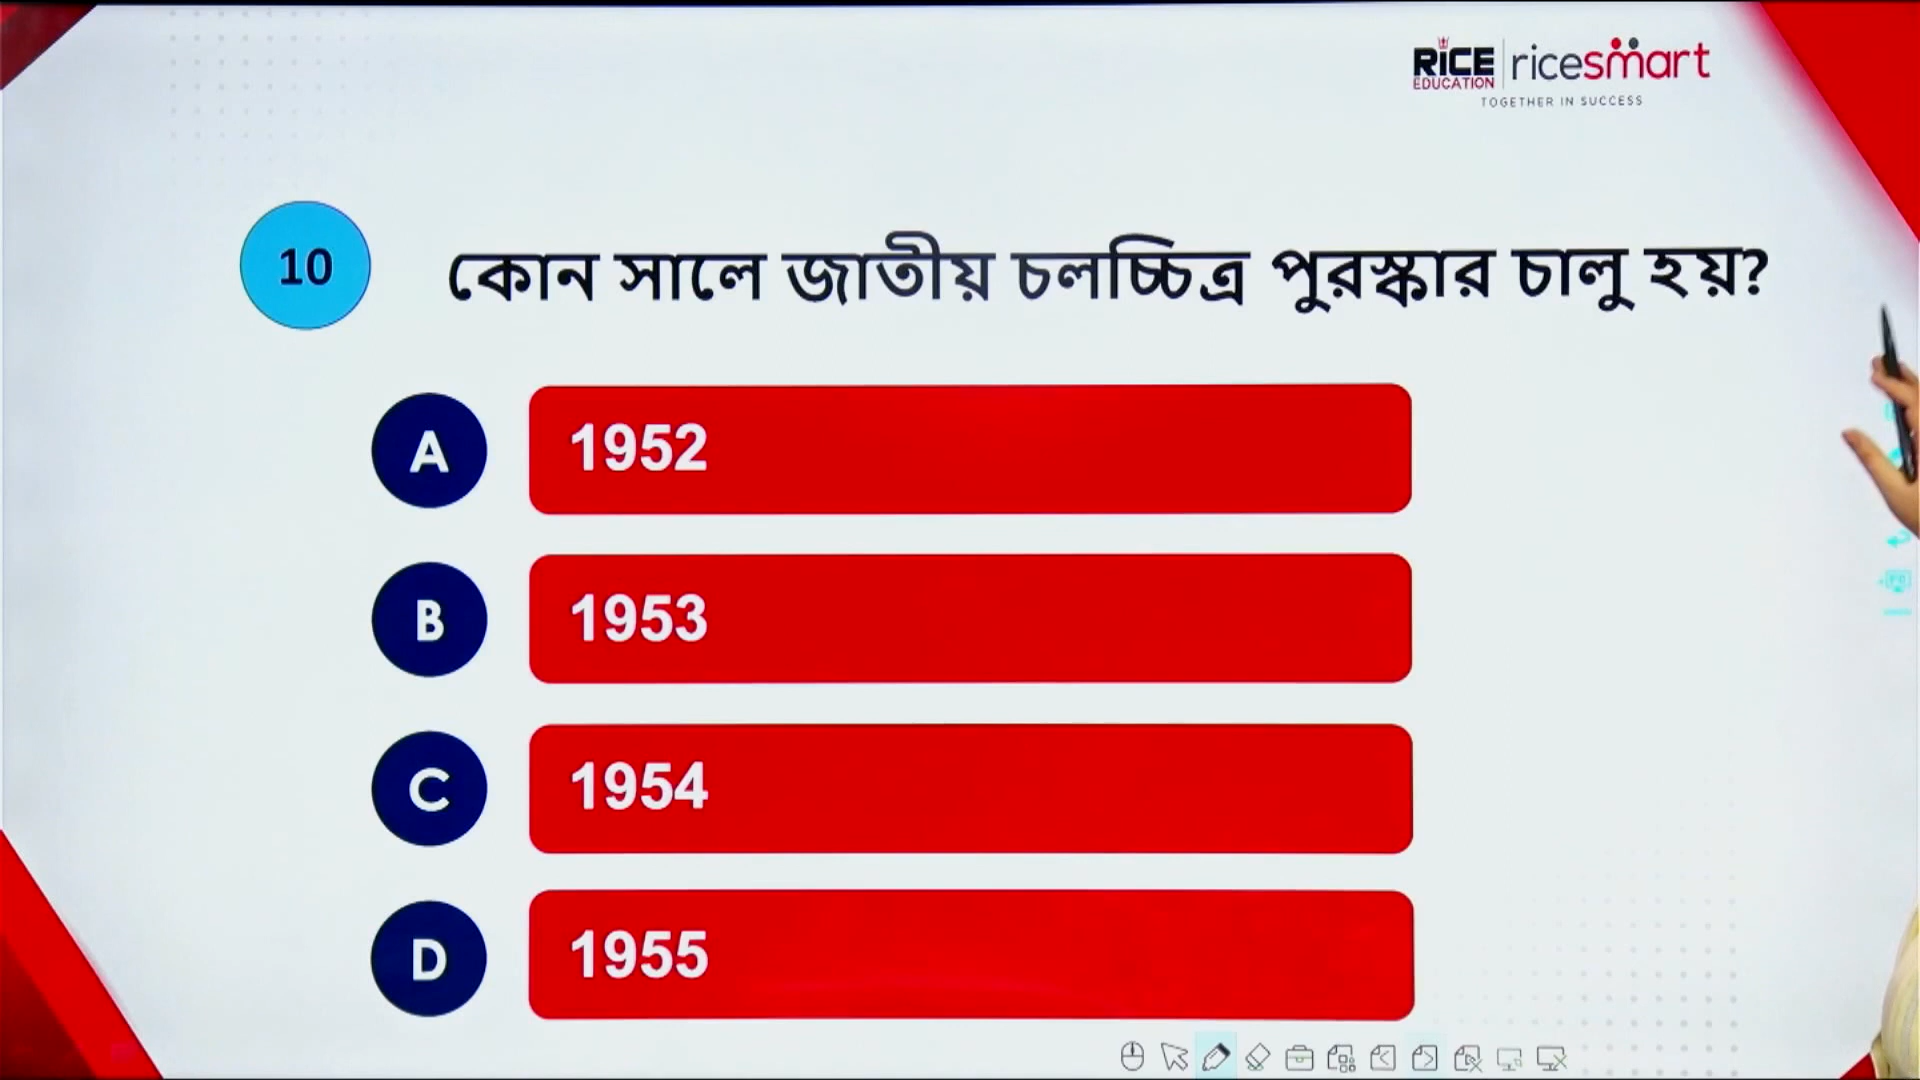 RICE EDUCATION ricesmart
TOGETHER IN SUCCESS
10 কোন সালে জাতীয় চলচ্চিত্র পুরস্কার চালু হয়?
A 1952
B 1953
C 1954
D 1955